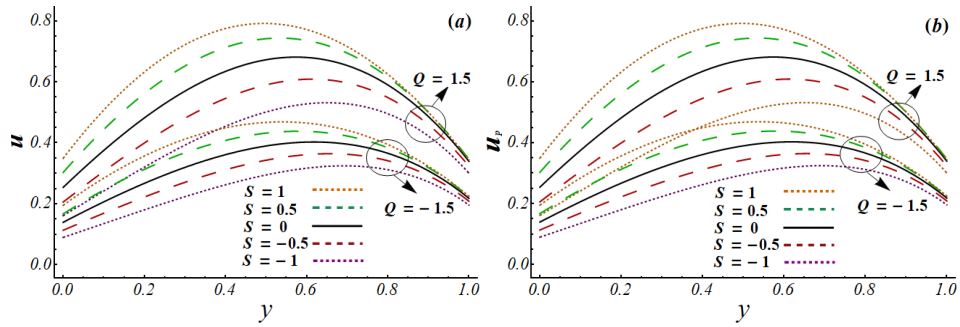 (a)
0.8
0.6
0.4
0.2
0.0
u
Q = 1.5
Q = − 1.5
S = 1
S = 0.5
S = 0
S = −0.5
S = − 1
0.0 0.2 0.4 0.6 0.8 1.0
y
(b)
0.8
0.6
0.4
0.2
0.0
u_p
Q = 1.5
Q = − 1.5
S = 1
S = 0.5
S = 0
S = −0.5
S = − 1
0.0 0.2 0.4 0.6 0.8 1.0
y